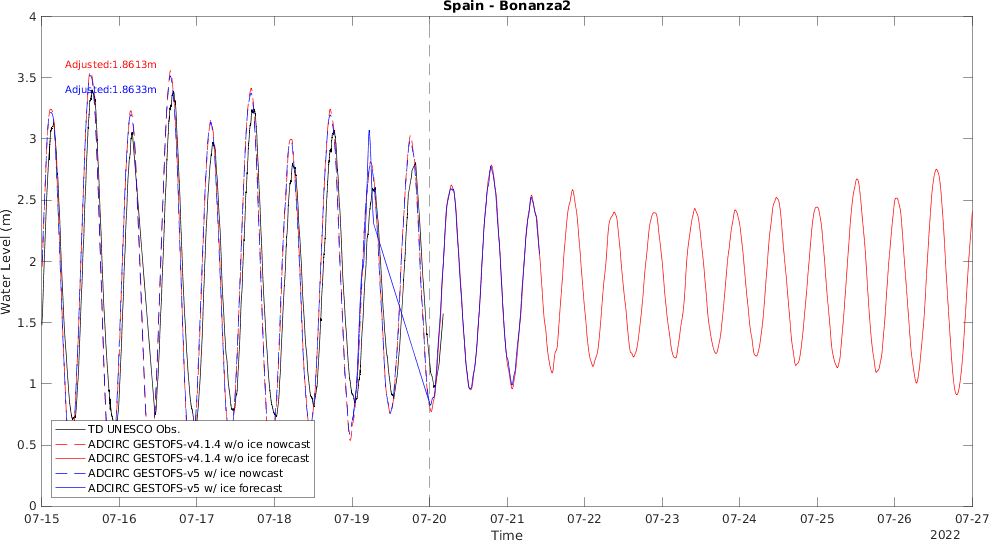 Spain - Bonanza2
Water Level (m)
4
3.5
3
2.5
2
1.5
1
0.5
0
Adjusted:1.8613m
Adjusted:1.8633m
TD UNESCO Obs.
ADCIRC GESTOFS-v4.1.4 w/o ice nowcast
ADCIRC GESTOFS-v4.1.4 w/o ice forecast
ADCIRC GESTOFS-v5 w/ ice nowcast
ADCIRC GESTOFS-v5 w/ ice forecast
07-15 07-16 07-17 07-18 07-19 07-20 07-21 07-22 07-23 07-24 07-25 07-26 07-27
Time
2022